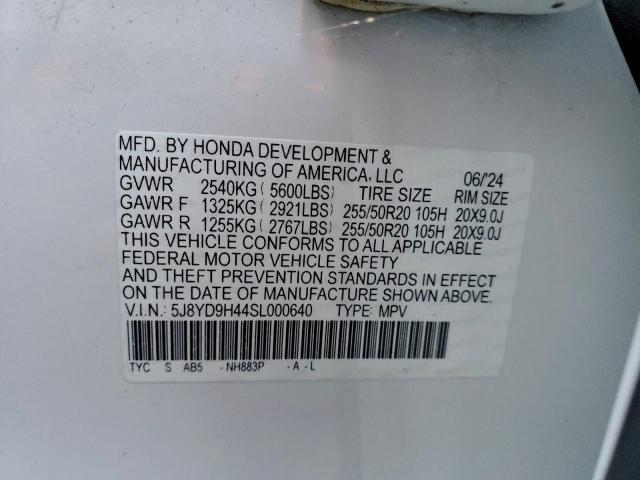 MFD. BY HONDA DEVELOPMENT &
MANUFACTURING OF AMERICA, LLC 06/'24
GVWR 2540KG( 5600LBS) TIRE SIZE RIM SIZE
GAWR F 1325KG( 2921LBS) 255/50R20 105H 20X9.0J
GAWR R 1255KG( 2767LBS) 255/50R20 105H 20X9.0J
THIS VEHICLE CONFORMS TO ALL APPLICABLE
FEDERAL MOTOR VEHICLE SAFETY
AND THEFT PREVENTION STANDARDS IN EFFECT
ON THE DATE OF MANUFACTURE SHOWN ABOVE.
V.I.N.: 5J8YD9H44SL000640 TYPE: MPV
TYC S AB5 -NH883P -A-L